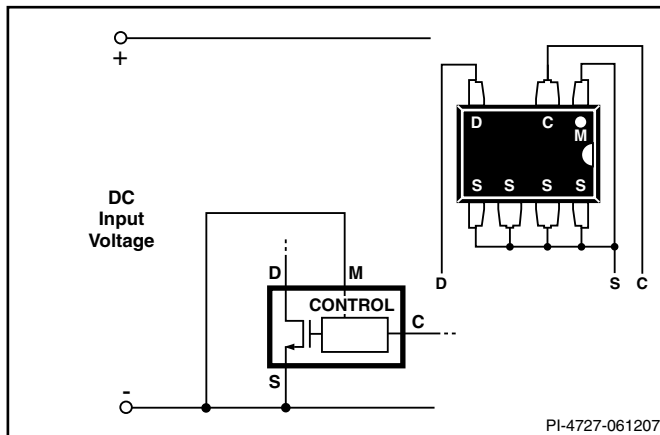 +
D C
M
S S S S
DC
Input
Voltage
D M
D S C
CONTROL
C
S
-
PI-4727-061207